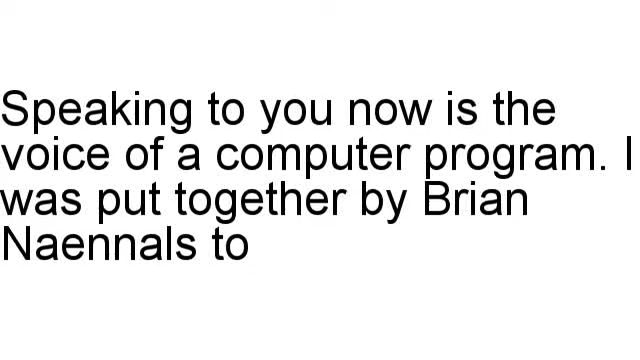 Speaking to you now is the
voice of a computer program. I
was put together by Brian
Naennals to